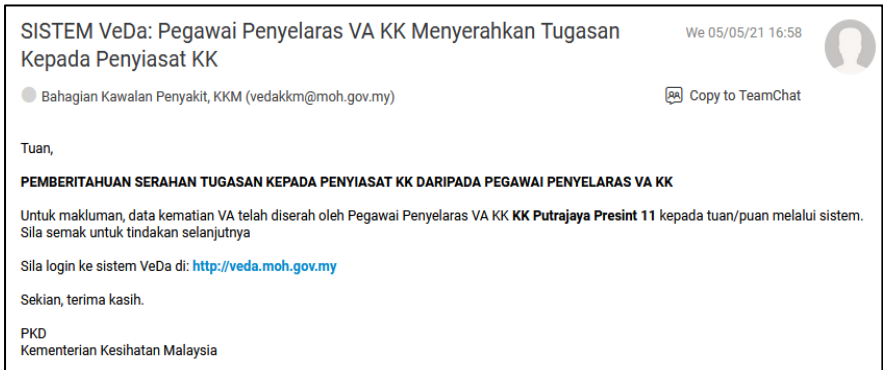 SISTEM VeDa: Pegawai Penyelaras VA KK Menyerahkan Tugasan
Kepada Penyiasat KK
We 05/05/21 16:58
Bahagian Kawalan Penyakit, KKM (vedakkm@moh.gov.my)
Copy to TeamChat
Tuan,
PEMBERITAHUAN SERAHAN TUGASAN KEPADA PENYIASAT KK DARIPADA PEGAWAI PENYELARAS VA KK
Untuk makluman, data kematian VA telah diserah oleh Pegawai Penyelaras VA KK KK Putrajaya Presint 11 kepada tuan/puan melalui sistem.
Sila semak untuk tindakan selanjutnya
Sila login ke sistem VeDa di: http://veda.moh.gov.my
Sekian, terima kasih.
PKD
Kementerian Kesihatan Malaysia